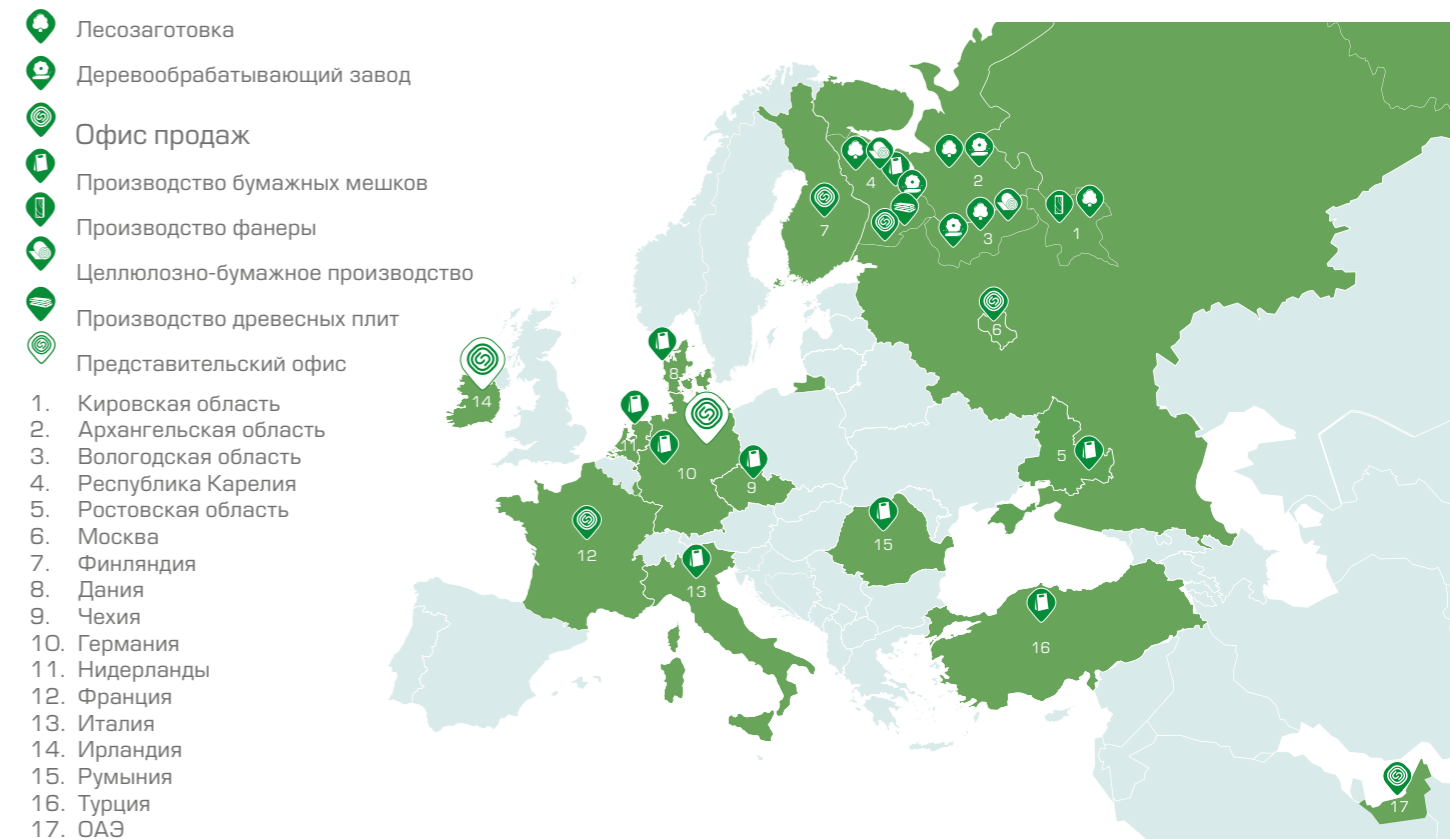 Лесозаготовка
Деревообрабатывающий завод
Офис продаж
Производство бумажных мешков
Производство фанеры
Целлюлозно-бумажное производство
Производство древесных плит
Представительский офис
1. Кировская область
2. Архангельская область
3. Вологодская область
4. Республика Карелия
5. Ростовская область
6. Москва
7. Финляндия
8. Дания
9. Чехия
10. Германия
11. Нидерланды
12. Франция
13. Италия
14. Ирландия
15. Румыния
16. Турция
17. ОАЭ
4
2
7
3
1
6
8
14
11
10
9
5
12
15
13
16
17